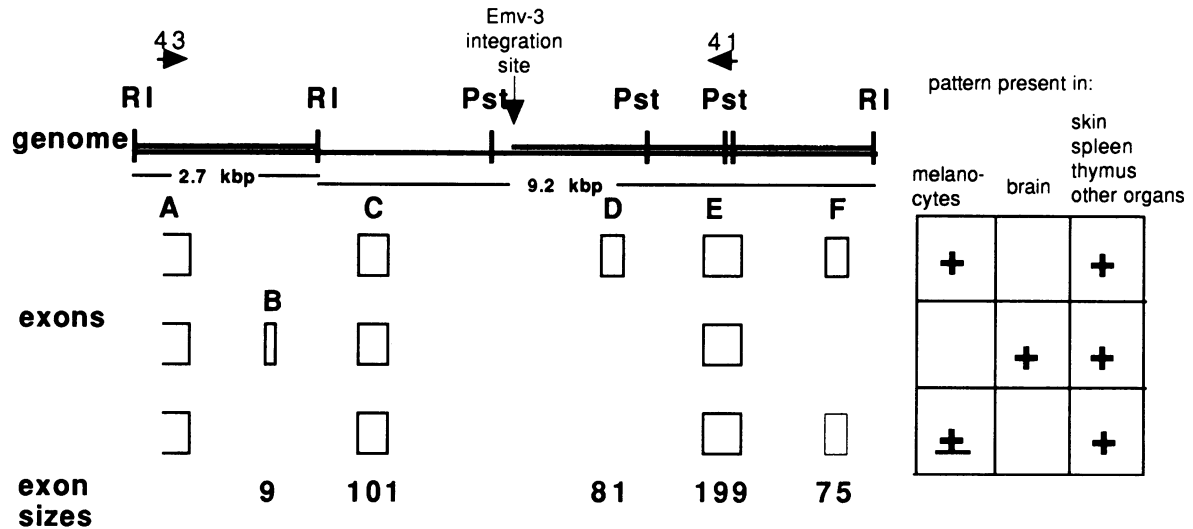 Emv-3
integration
site
43
41
RI RI Pst Pst Pst RI
genome
2.7 kbp
9.2 kbp
pattern present in:
melano-
cytes
brain
skin
spleen
thymus
other organs
A C D E F
+ +
exons
B
+ +
± +
exon
sizes
9 101 81 199 75